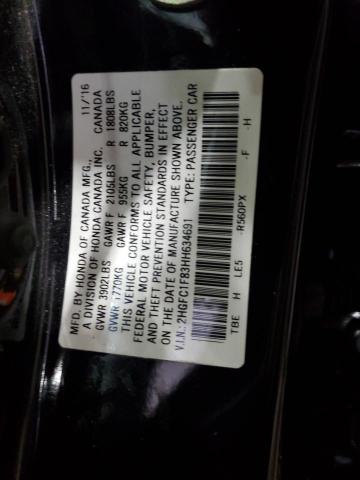 MFD. BY HONDA OF CANADA MFG., 11/'16
A DIVISION OF HONDA CANADA INC. CANADA
GVWR 3902LBS GAWR F 2105LBS R 1808LBS
GVWR 1770KG GAWR F 955KG R 820KG
THIS VEHICLE CONFORMS TO ALL APPLICABLE
FEDERAL MOTOR VEHICLE SAFETY, BUMPER,
AND THEFT PREVENTION STANDARDS IN EFFECT
ON THE DATE OF MANUFACTURE SHOWN ABOVE.
V.I.N.: 2HGFC1F83HH634691 TYPE: PASSENGER CAR
TBE H LE5 -R560PX -F -H